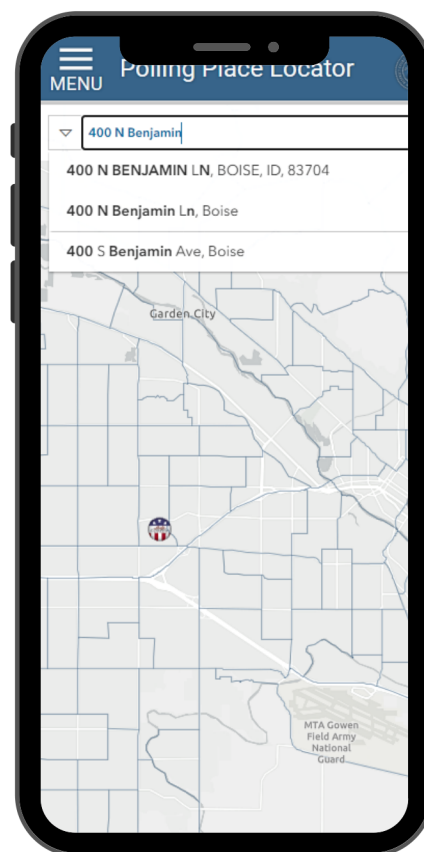 Polling Place Locator
MENU
400 N Benjamin
400 N BENJAMIN LN, BOISE, ID, 83704
400 N Benjamin Ln, Boise
400 S Benjamin Ave, Boise
Garden City
MTA Gowen
Field Army
National
Guard